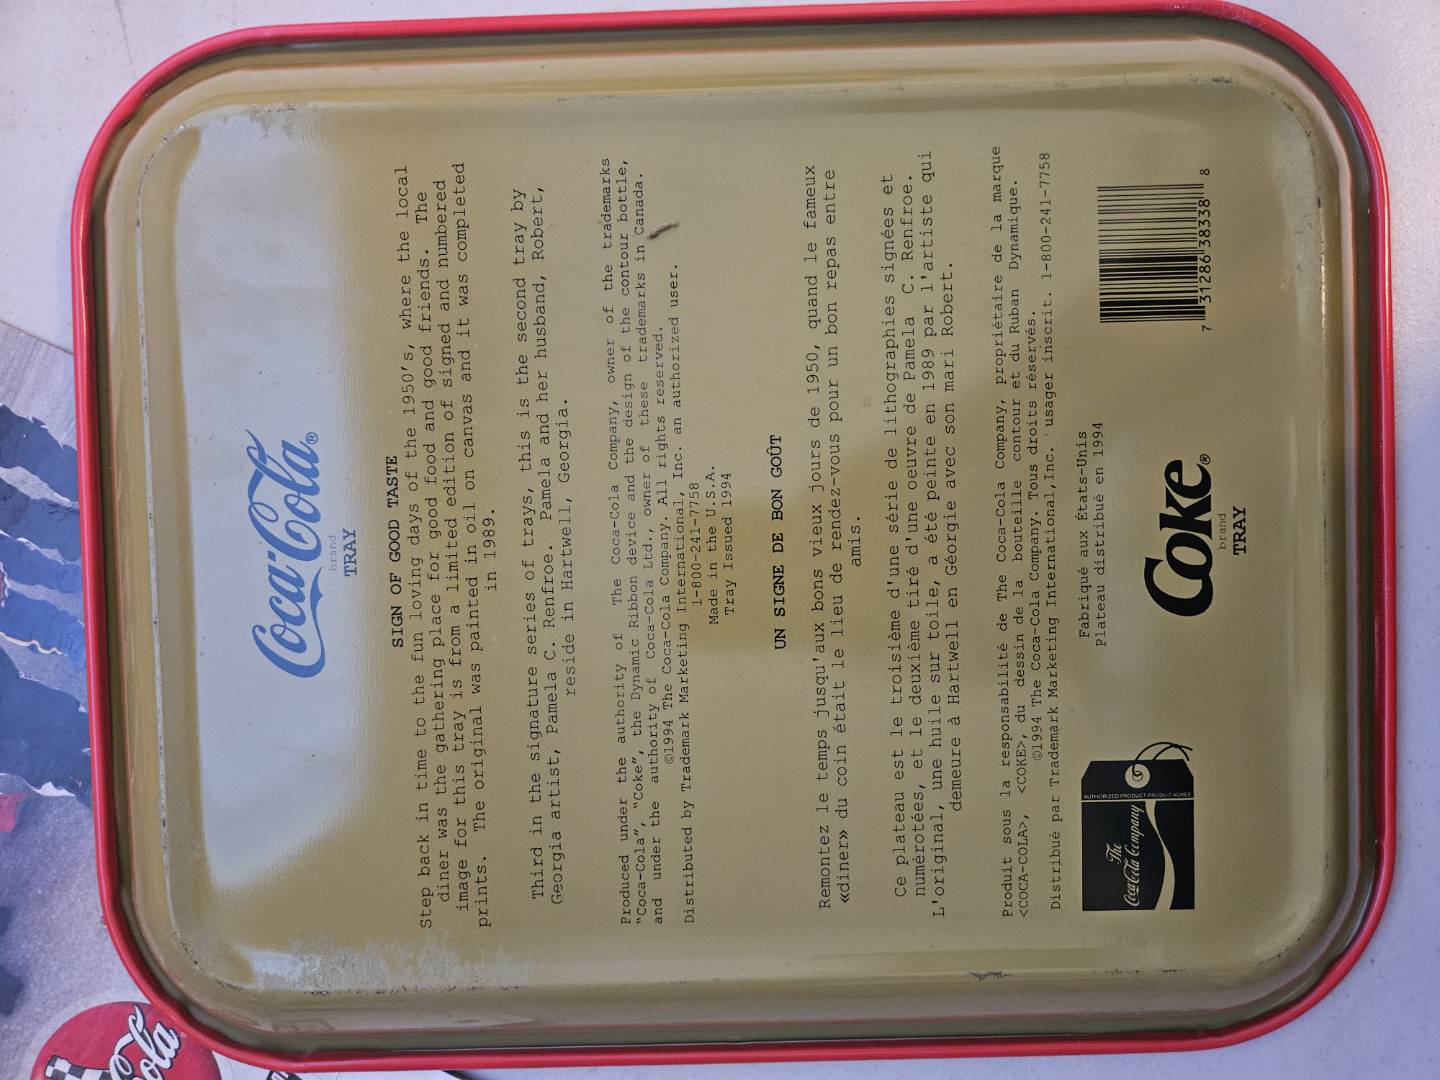 Coca-Cola®
brand
TRAY
SIGN OF GOOD TASTE
Step back in time to the fun loving days of the 1950's, where the local
diner was the gathering place for good food and good friends. The
image for this tray is from a limited edition of signed and numbered
prints. The original was painted in oil on canvas and it was completed
in 1989.
Third in the signature series of trays, this is the second tray by
Georgia artist, Pamela C. Renfroe. Pamela and her husband, Robert,
reside in Hartwell, Georgia.
Produced under the authority of The Coca-Cola Company, owner of the trademarks
"Coca-Cola", "Coke", the Dynamic Ribbon device and the design of the contour bottle,
and under the authority of Coca-Cola Ltd., owner of these trademarks in Canada.
©1994 The Coca-Cola Company. All rights reserved.
Distributed by Trademark Marketing International, Inc. an authorized user.
1-800-241-7758
Made in the U.S.A.
Tray Issued 1994
UN SIGNE DE BON GOÛT
Remontez le temps jusqu'aux bons vieux jours de 1950, quand le fameux
«diner» du coin était le lieu de rendez-vous pour un bon repas entre
amis.
Ce plateau est le troisième d'une série de lithographies signées et
numérotées, et le deuxième tiré d'une oeuvre de Pamela C. Renfroe.
L'original, une huile sur toile, a été peinte en 1989 par l'artiste qui
demeure à Hartwell en Géorgie avec son mari Robert.
Produit sous la responsabilité de The Coca-Cola Company, propriétaire de la marque
<COCA-COLA>, <COKE>, du dessin de la bouteille contour et du Ruban Dynamique.
©1994 The Coca-Cola Company. Tous droits réservés.
Distribué par Trademark Marketing International,Inc. usager inscrit. 1-800-241-7758
Fabriqué aux États-Unis
Plateau distribué en 1994
AUTHORIZED PRODUCT/PRODUIT AGRÉÉ
The
Coca-Cola Company
Coke®
brand
TRAY
7 31286 38338 8
Cola